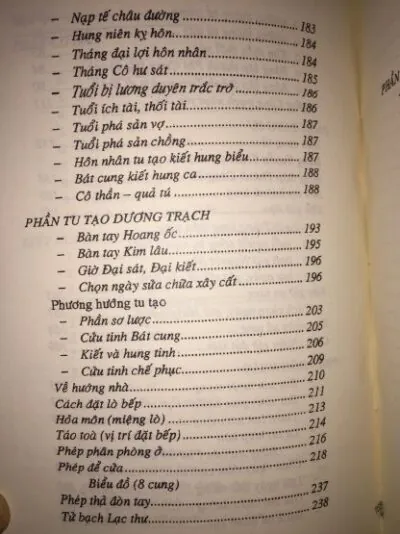 – Nạp tế châu đường 183
– Hung niên kỵ hôn 184
– Tháng đại lợi hôn nhân 184
– Tháng Cô hư sát 185
– Tuổi bị lương duyên trắc trở 186
– Tuổi ích tài, thối tài 186
– Tuổi phá sản vợ 187
– Tuổi phá sản chồng 187
– Hôn nhân tu tạo kiết hung biểu 187
– Bát cung kiết hung ca 188
– Cô thần – quả tú 188
PHẦN TU TẠO DƯƠNG TRẠCH
– Bàn tay Hoang ốc 193
– Bàn tay Kim lâu 195
– Giờ Đại sát, Đại kiết 196
– Chọn ngày sửa chữa xây cất 196
Phương hướng tu tạo
– Phần sơ lược 203
– Cửu tinh Bát cung 205
– Kiết và hung tinh 206
– Cửu tinh chế phục 209
Về hướng nhà 210
Cách đặt lò bếp 211
Hỏa môn (miệng lò) 213
Táo toà (vị trí đặt bếp) 214
Phép phân phòng ở 216
Phép để cửa 218
Biểu đồ (8 cung)
Phép thả đòn tay 237
Tử bạch Lạc thư 238